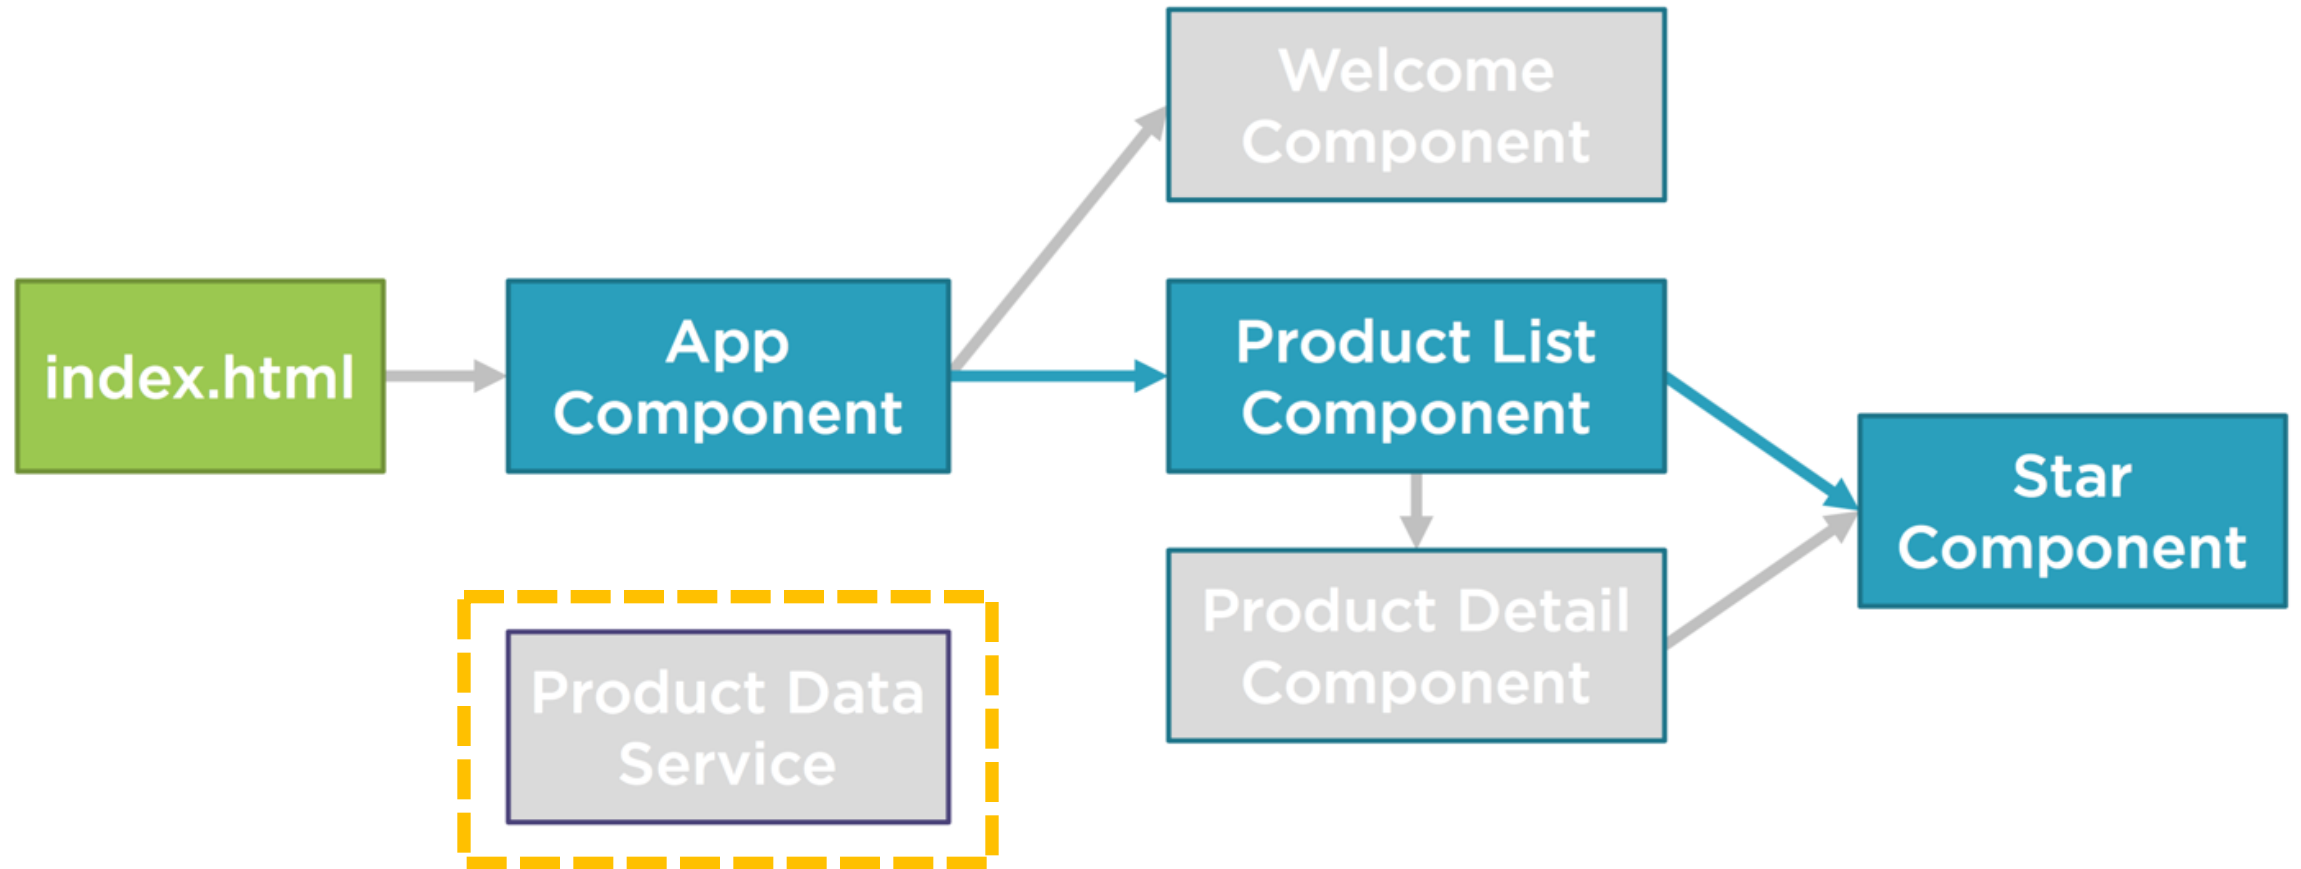 Welcome
Component
index.html
App
Component
Product List
Component
Star
Component
Product Data
Service
Product Detail
Component